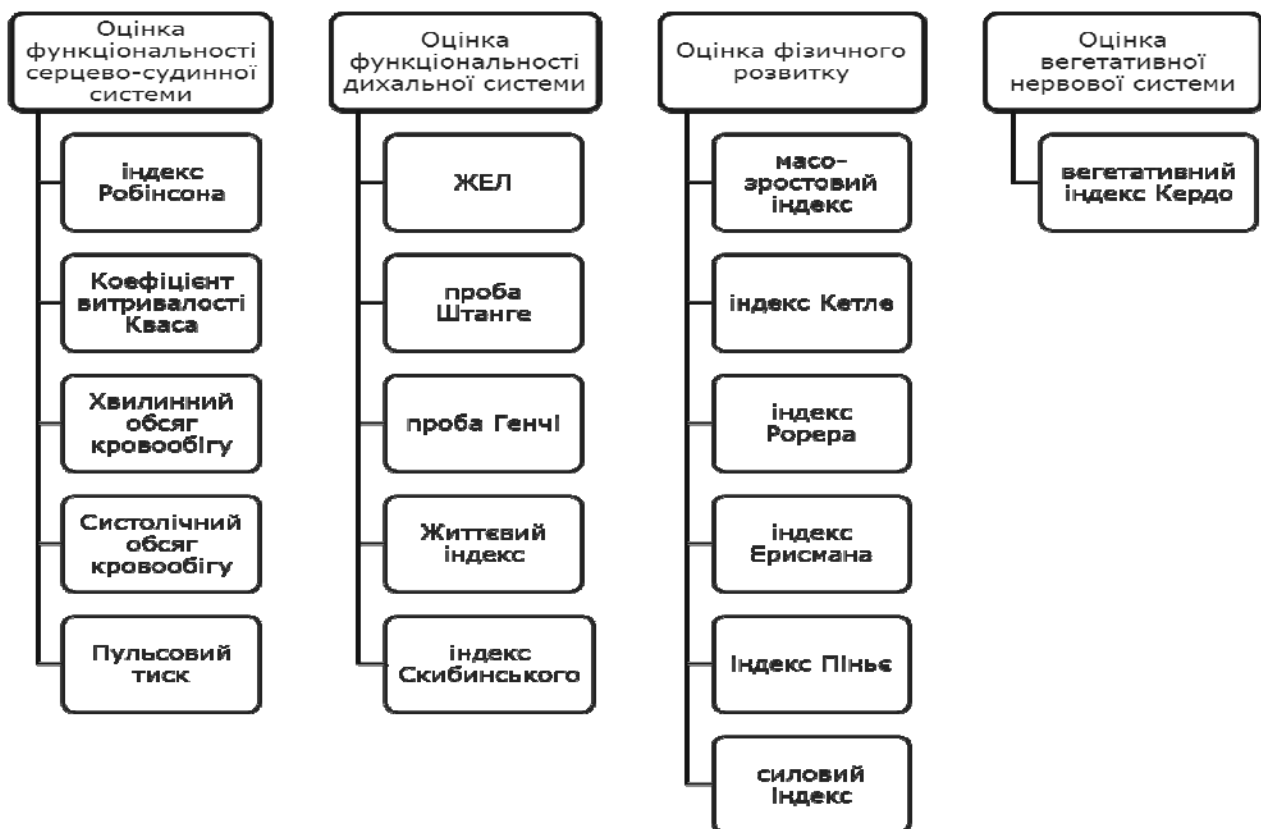 Оцінка
функціональності
серцево-судинної
системи
індекс
Робінсона
Коефіцієнт
витривалості
Кваса
Хвилинний
обсяг
кровообігу
Систолічний
обсяг
кровообігу
Пульсовий
тиск
Оцінка
функціональності
дихальної системи
ЖЕЛ
проба
Штанге
проба Генчі
Життєвий
індекс
індекс
Скибинського
Оцінка фізичного
розвитку
масо-
зростовий
індекс
індекс Кетле
індекс
Рорера
індекс
Ерисмана
Індекс Піньє
силовий
Індекс
Оцінка
вегетативної
нервової системи
вегетативний
індекс Кердо